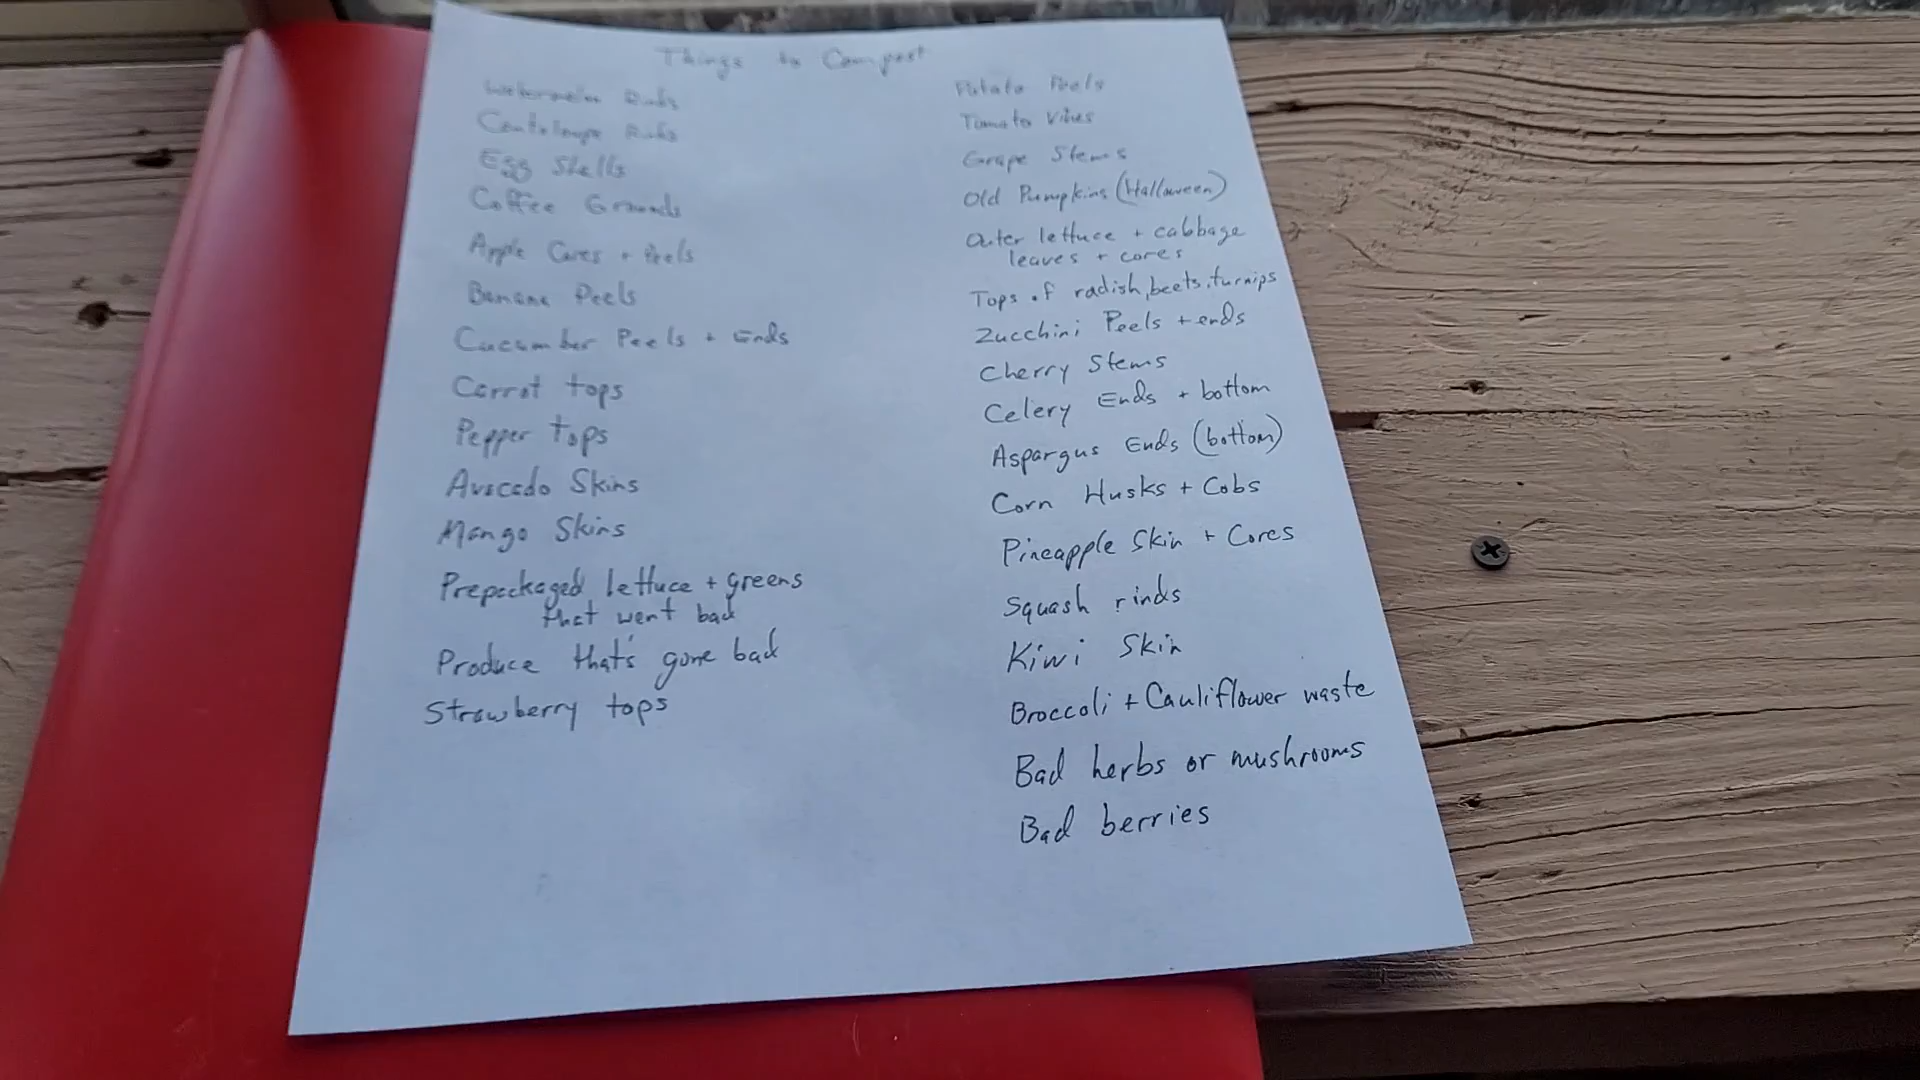 Things to Compost
Watermelon Rinds
Cantaloupe Rinds
Egg Shells
Coffee Grounds
Apple Cores + Peels
Banana Peels
Cucumber Peels + Ends
Carrot tops
Pepper tops
Avacado Skins
Mango Skins
Prepackaged lettuce + greens
that went bad
Produce that's gone bad
Strawberry tops
Potato Peels
Tomato Vines
Grape Stems
Old Pumpkins (Halloween)
Outer lettuce + cabbage
leaves + cores
Tops of radish, beets, turnips
Zucchini Peels + ends
Cherry Stems
Celery Ends + bottom
Aspargus Ends (bottom)
Corn Husks + Cobs
Pineapple Skin + Cores
Squash rinds
Kiwi Skin
Broccoli + Cauliflower waste
Bad herbs or mushrooms
Bad berries